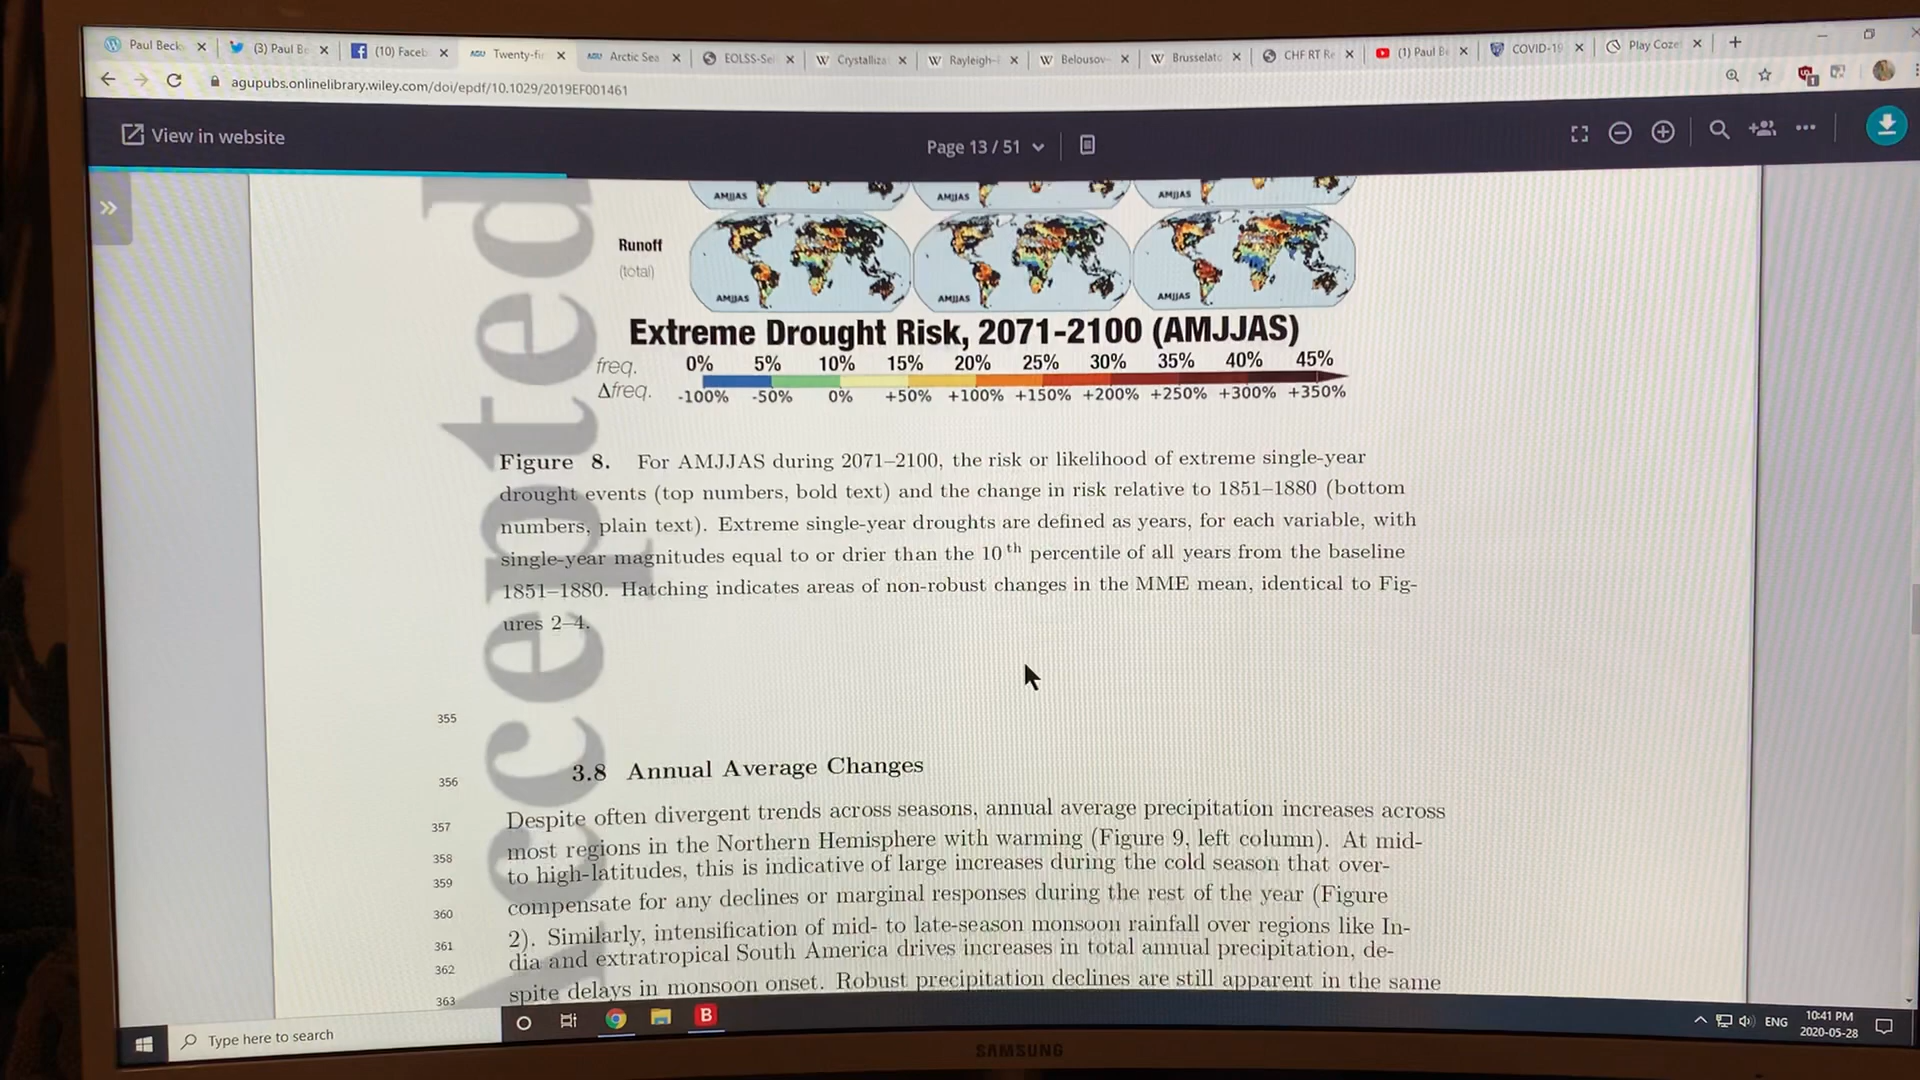 Paul Beck
(3) Paul Be
(10) Faceb
AGU Twenty-fi
AGU Arctic Sea
EOLSS-Sel
W Crystalliza
W Rayleigh-
W Belousov-
W Brusselato
CHF RT Re
(1) Paul Be
COVID-19
Play Coze
agupubs.onlinelibrary.wiley.com/doi/epdf/10.1029/2019EF001461
View in website
Page 13 / 51
AMJJAS AMJJAS AMJJAS
Runoff
(total)
AMJJAS AMJJAS AMJJAS
Extreme Drought Risk, 2071-2100 (AMJJAS)
freq. 0% 5% 10% 15% 20% 25% 30% 35% 40% 45%
Δfreq. -100% -50% 0% +50% +100% +150% +200% +250% +300% +350%
Figure 8. For AMJJAS during 2071–2100, the risk or likelihood of extreme single-year
drought events (top numbers, bold text) and the change in risk relative to 1851–1880 (bottom
numbers, plain text). Extreme single-year droughts are defined as years, for each variable, with
single-year magnitudes equal to or drier than the 10th percentile of all years from the baseline
1851–1880. Hatching indicates areas of non-robust changes in the MME mean, identical to Fig-
ures 2–4.
355
356 3.8 Annual Average Changes
357 Despite often divergent trends across seasons, annual average precipitation increases across
358 most regions in the Northern Hemisphere with warming (Figure 9, left column). At mid-
359 to high-latitudes, this is indicative of large increases during the cold season that over-
360 compensate for any declines or marginal responses during the rest of the year (Figure
361 2). Similarly, intensification of mid- to late-season monsoon rainfall over regions like In-
362 dia and extratropical South America drives increases in total annual precipitation, de-
363 spite delays in monsoon onset. Robust precipitation declines are still apparent in the same
Accepted
Type here to search
B
ENG
10:41 PM
2020-05-28
SAMSUNG